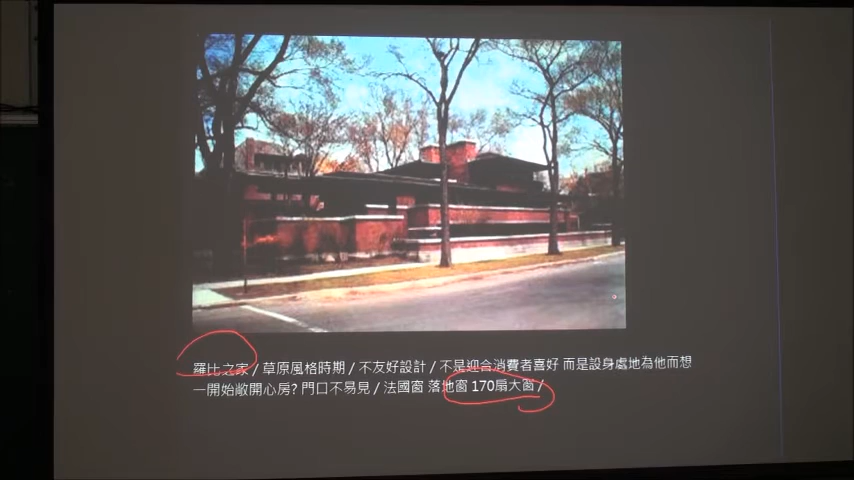 羅比之家 / 草原風格時期 / 不友好設計 / 不是迎合消費者喜好 而是設身處地為他而想
一開始敞開心房? 門口不易見 / 法國窗 落地窗 170扇大窗 /